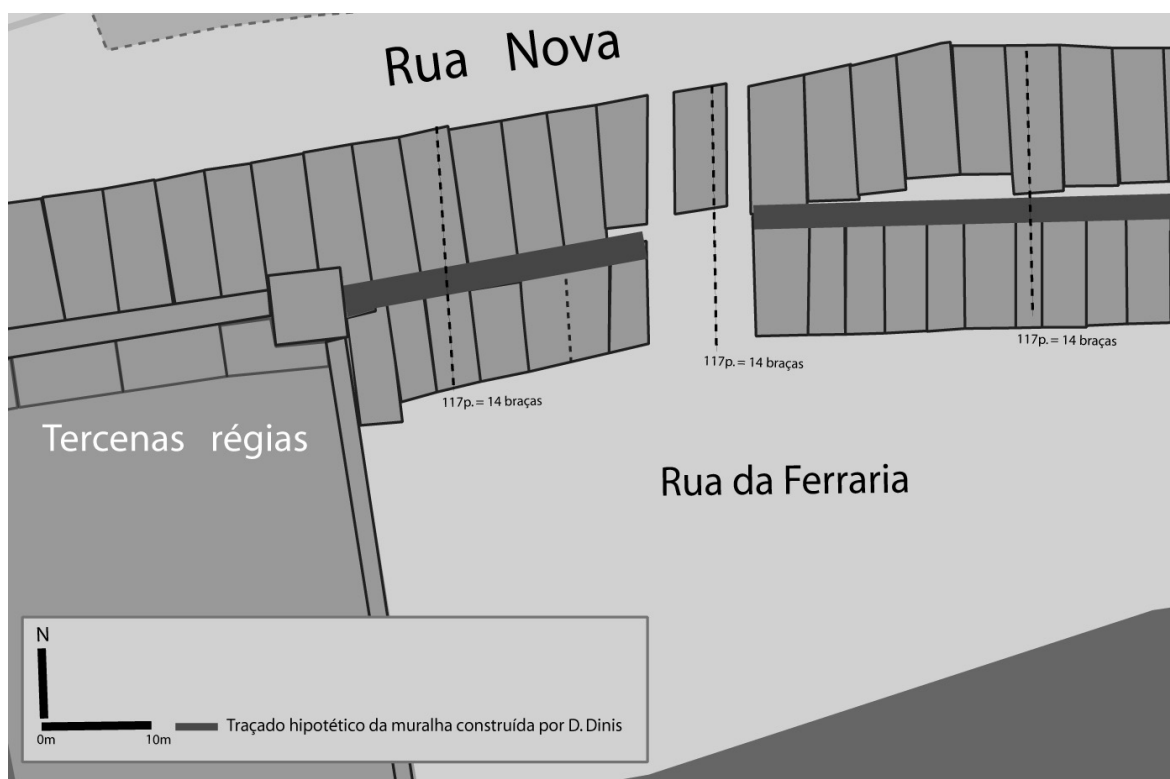 Rua Nova
117p. = 14 braças
117p. = 14 braças
117p. = 14 braças
Tercenas régias
Rua da Ferraria
N
Traçado hipotético da muralha construída por D. Dinis
0m 10m